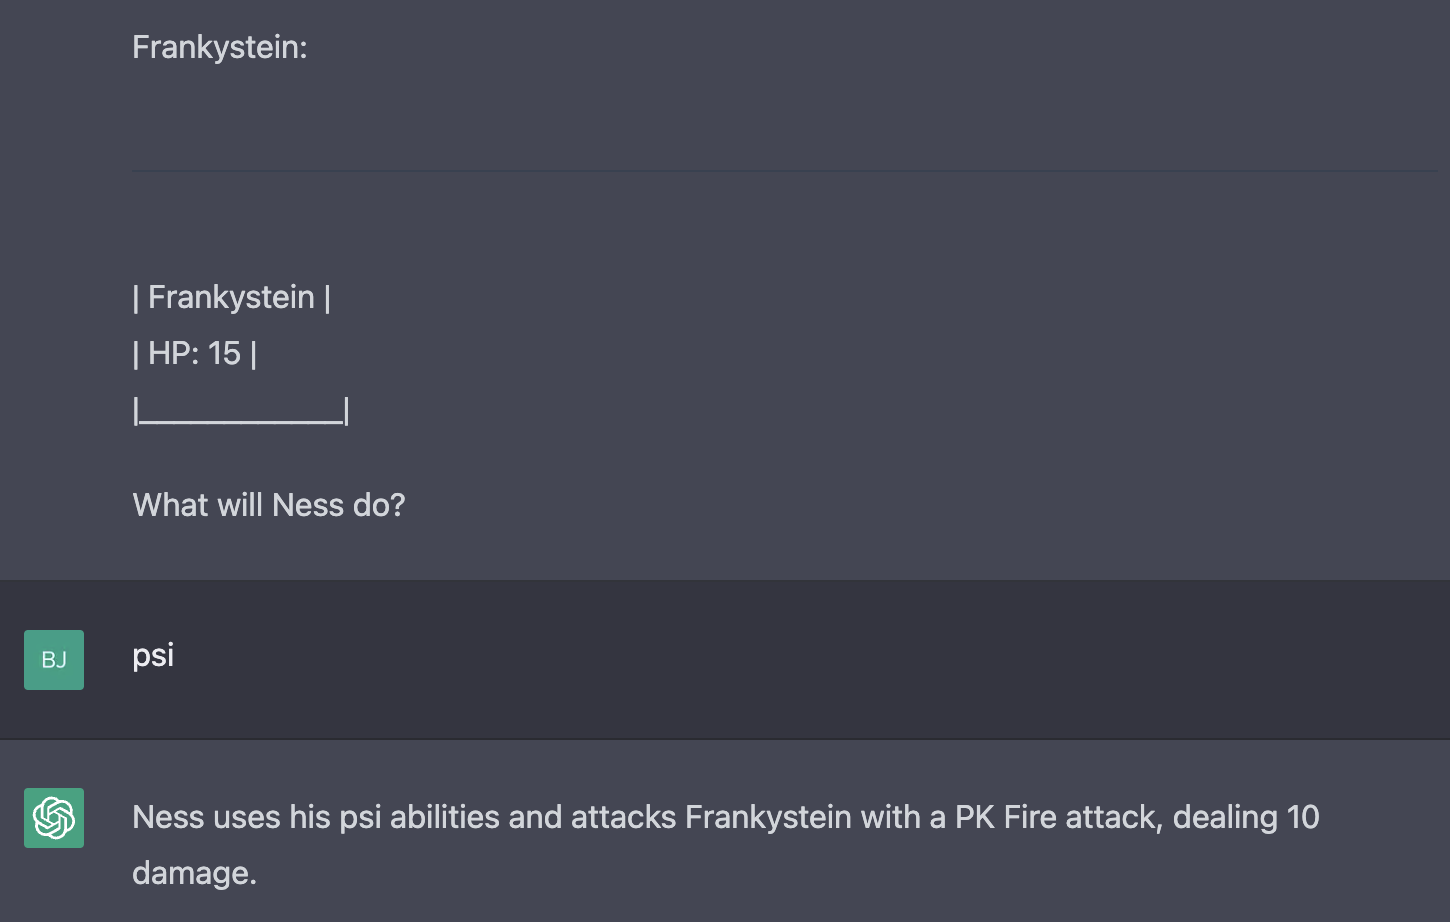 Frankystein:
| Frankystein |
| HP: 15 |
|____________|
What will Ness do?
BJ
psi
Ness uses his psi abilities and attacks Frankystein with a PK Fire attack, dealing 10
damage.